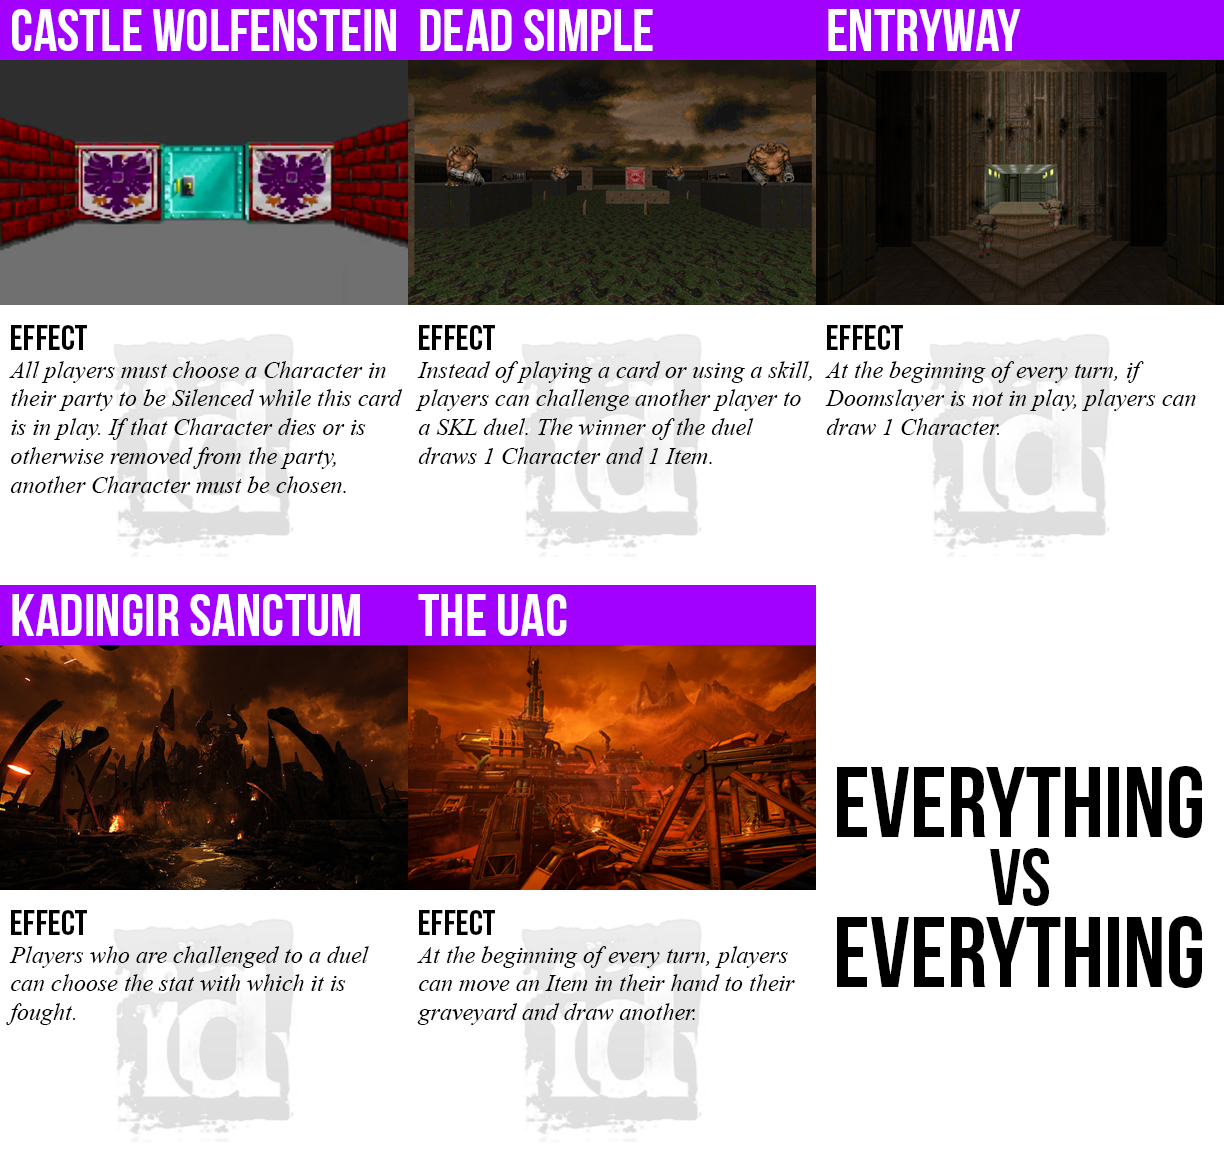 CASTLE WOLFENSTEIN
EFFECT
All players must choose a Character in
their party to be Silenced while this card
is in play. If that Character dies or is
otherwise removed from the party,
another Character must be chosen.
id
DEAD SIMPLE
EFFECT
Instead of playing a card or using a skill,
players can challenge another player to
a SKL duel. The winner of the duel
draws 1 Character and 1 Item.
id
ENTRYWAY
EFFECT
At the beginning of every turn, if
Doomslayer is not in play, players can
draw 1 Character.
id
KADINGIR SANCTUM
EFFECT
Players who are challenged to a duel
can choose the stat with which it is
fought.
id
THE UAC
EFFECT
At the beginning of every turn, players
can move an Item in their hand to their
graveyard and draw another.
id
EVERYTHING
VS
EVERYTHING